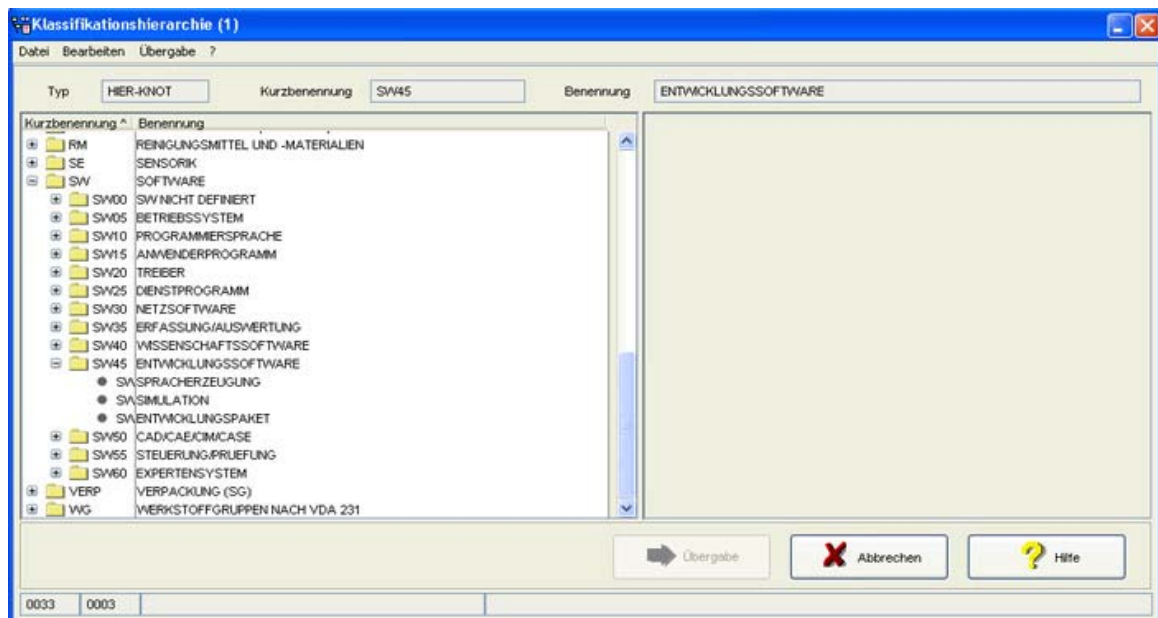 Klassifikationshierarchie (1)
Datei Bearbeiten Übergabe ?
Typ HIER-KNOT Kurzbenennung SW45 Benennung ENTWICKLUNGSSOFTWARE
Kurzbenennung ^ Benennung
RM REINIGUNGSMITTEL UND -MATERIALIEN
SE SENSORIK
SW SOFTWARE
SW00 SW NICHT DEFINIERT
SW05 BETRIEBSSYSTEM
SW10 PROGRAMMIERSPRACHE
SW15 ANWENDERPROGRAMM
SW20 TREIBER
SW25 DIENSTPROGRAMM
SW30 NETZSOFTWARE
SW35 ERFASSUNG/AUSWERTUNG
SW40 WISSENSCHAFTSSOFTWARE
SW45 ENTWICKLUNGSSOFTWARE
SW SPRACHERZEUGUNG
SW SIMULATION
SW ENTWICKLUNGSPAKET
SW50 CAD/CAE/CIM/CASE
SW55 STEUERUNG/PRUEFUNG
SW60 EXPERTENSYSTEM
VERP VERPACKUNG (SG)
WG WERKSTOFFGRUPPEN NACH VDA 231
Übergabe Abbrechen Hilfe
0033 0003